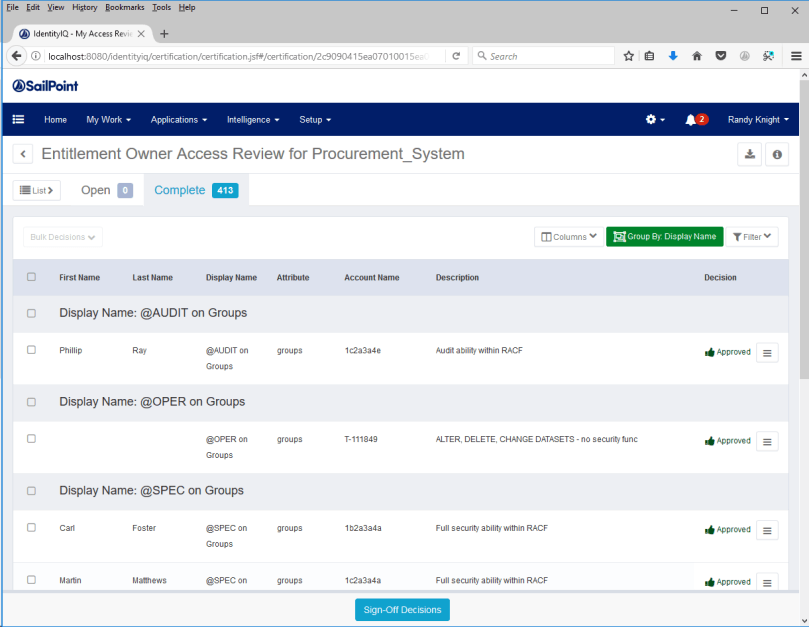 File Edit View History Bookmarks Tools Help
IdentityIQ - My Access Revie
localhost:8080/identityiq/certification/certification.jsf#/certification/2c9090415ea07010015ea0
Search
SailPoint
Home My Work Applications Intelligence Setup 2 Randy Knight
Entitlement Owner Access Review for Procurement_System
List Open 0 Complete 413
Bulk Decisions Columns Group By: Display Name Filter
First Name Last Name Display Name Attribute Account Name Description Decision
Display Name: @AUDIT on Groups
Phillip Ray @AUDIT on groups 1c2a3a4e Audit ability within RACF Approved
Groups
Display Name: @OPER on Groups
@OPER on groups T-111849 ALTER, DELETE, CHANGE DATASETS - no security func Approved
Groups
Display Name: @SPEC on Groups
Carl Foster @SPEC on groups 1b2a3a4a Full security ability within RACF Approved
Groups
Martin Matthews @SPEC on groups 1c2a3a4a Full security ability within RACF Approved
Sign-Off Decisions